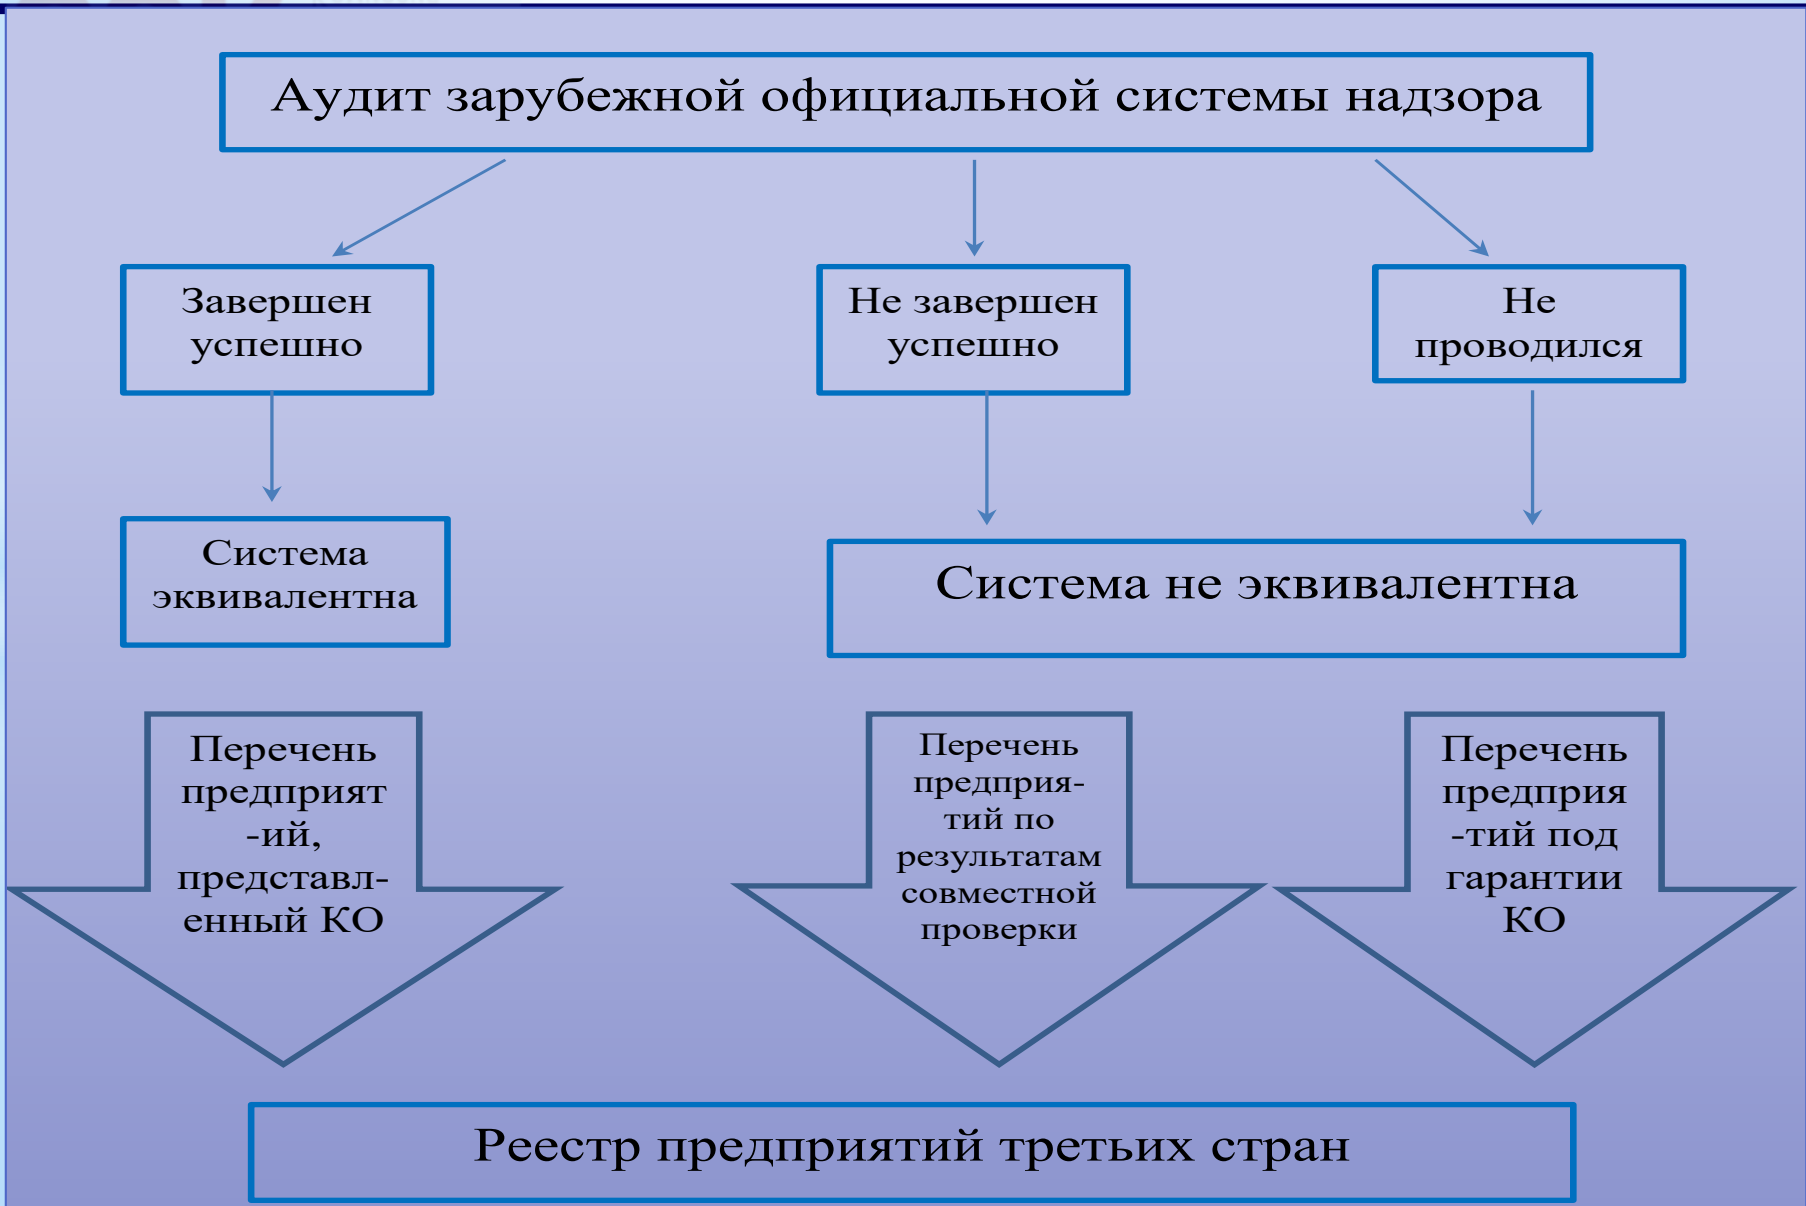 Аудит зарубежной официальной системы надзора
Завершен
успешно
Не завершен
успешно
Не
проводился
Система
эквивалентна
Система не эквивалентна
Перечень
предприят
-ий,
представл-
енный КО
Перечень
предприя-
тий по
результатам
совместной
проверки
Перечень
предприя
-тий под
гарантии
КО
Реестр предприятий третьих стран